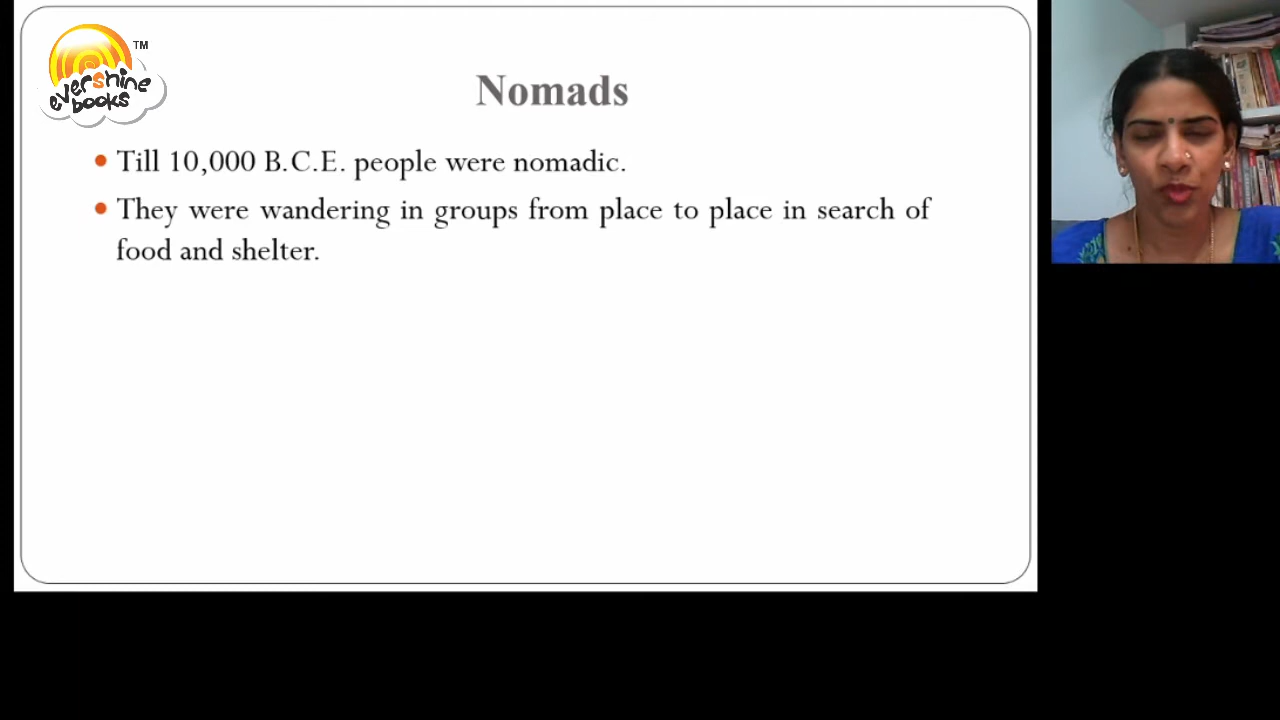 evershine
books
TM
Nomads
• Till 10,000 B.C.E. people were nomadic.
• They were wandering in groups from place to place in search of
food and shelter.